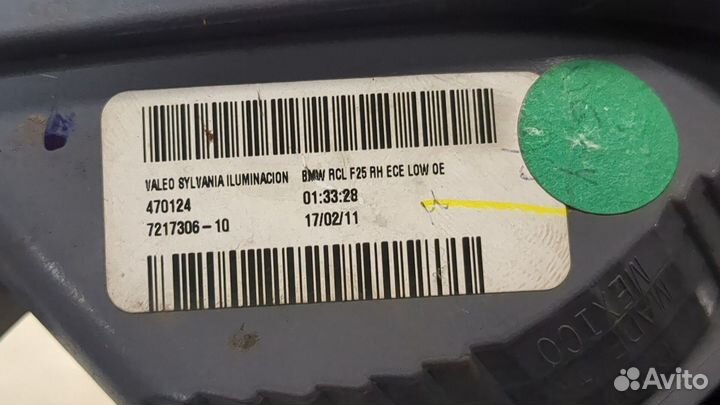 VALEO SYLVANIA ILUMINACION BMW RCL F25 RH ECE LOW OE
470124 01:33:28
7217306-10 17/02/11
MADE
MEXICO
Avito